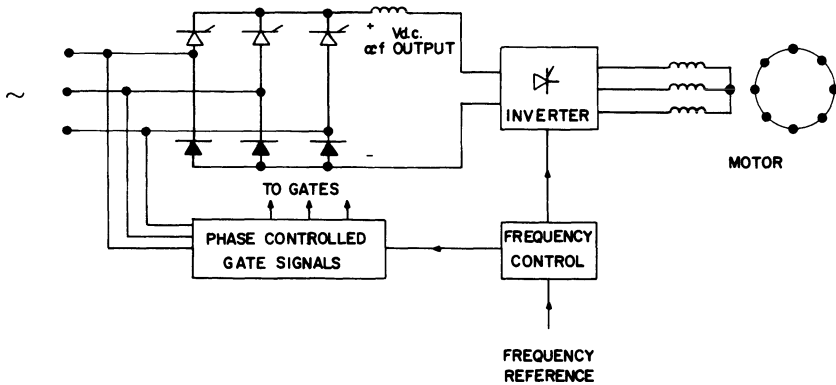 + Vd.c.
∝f OUTPUT
~
INVERTER
-
MOTOR
TO GATES
PHASE CONTROLLED
GATE SIGNALS
FREQUENCY
CONTROL
FREQUENCY
REFERENCE